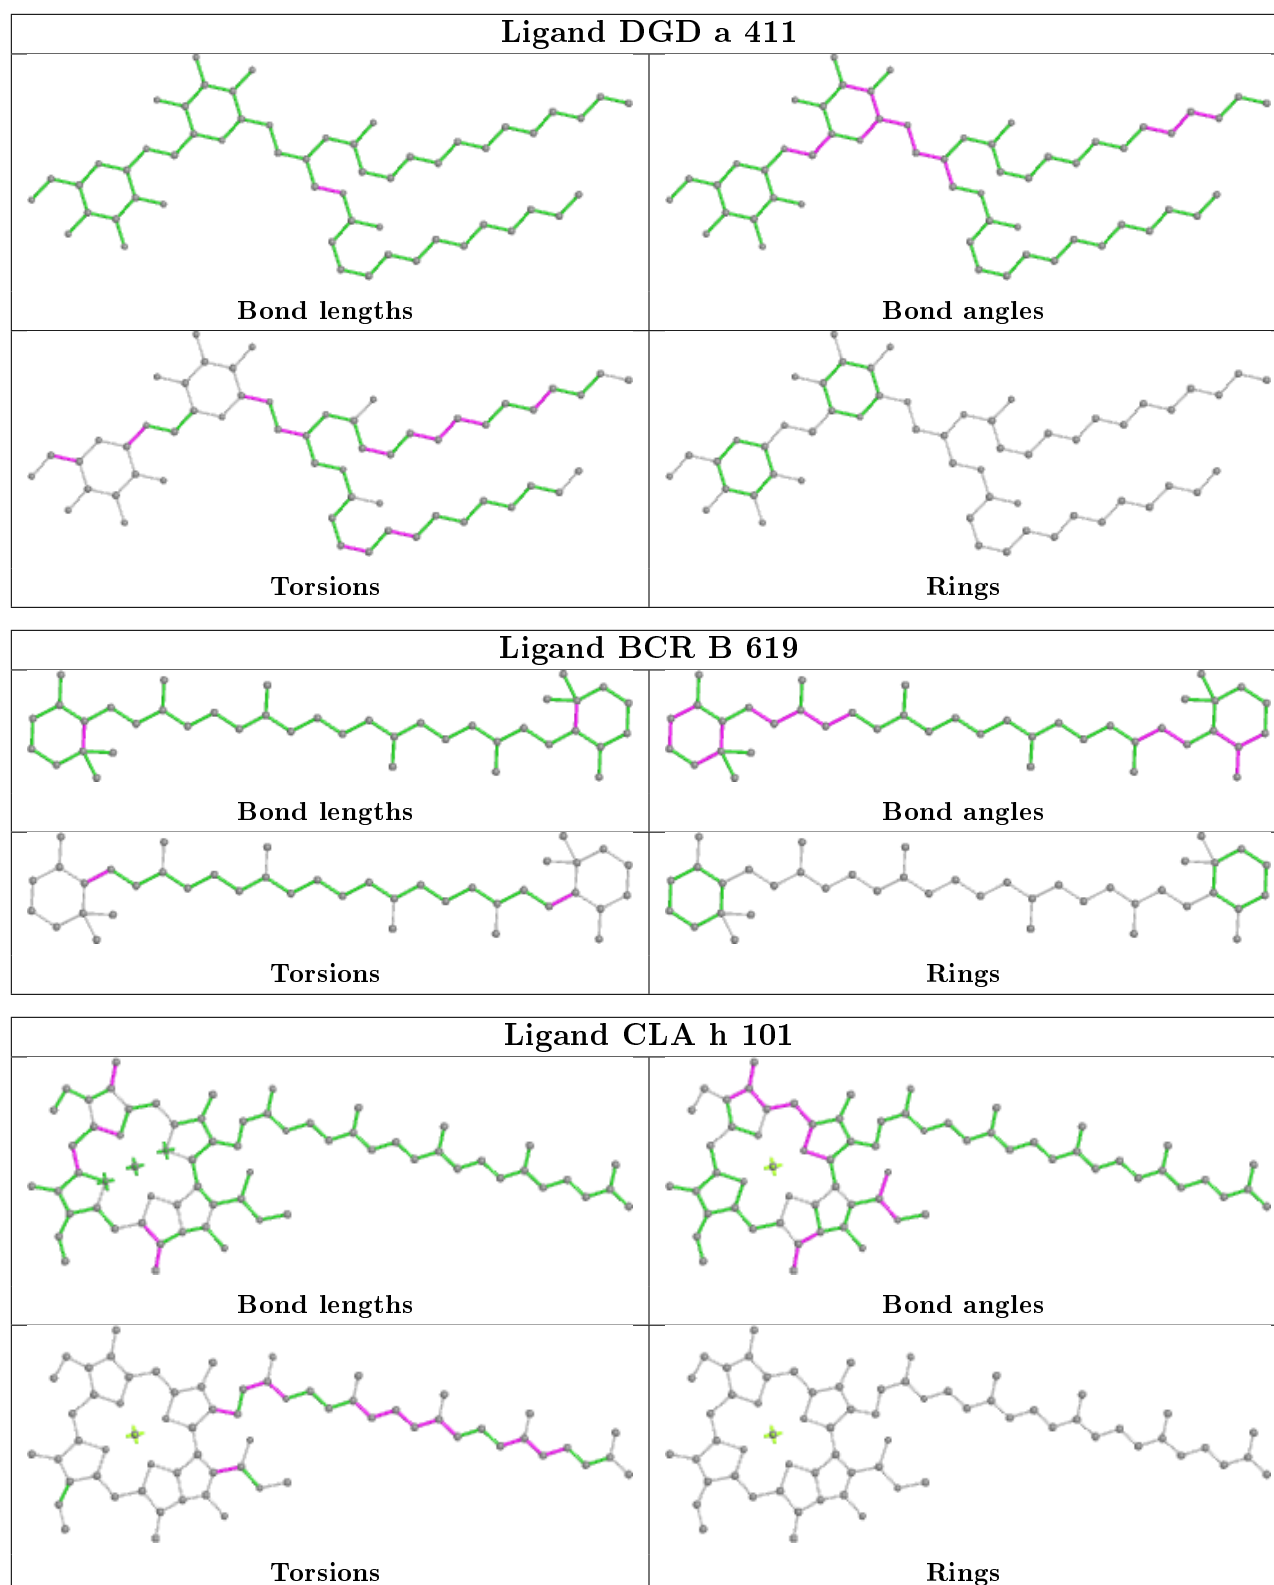 Ligand DGD a 411
Bond lengths
Bond angles
Torsions
Rings
Ligand BCR B 619
Bond lengths
Bond angles
Torsions
Rings
Ligand CLA h 101
Bond lengths
Bond angles
Torsions
Rings